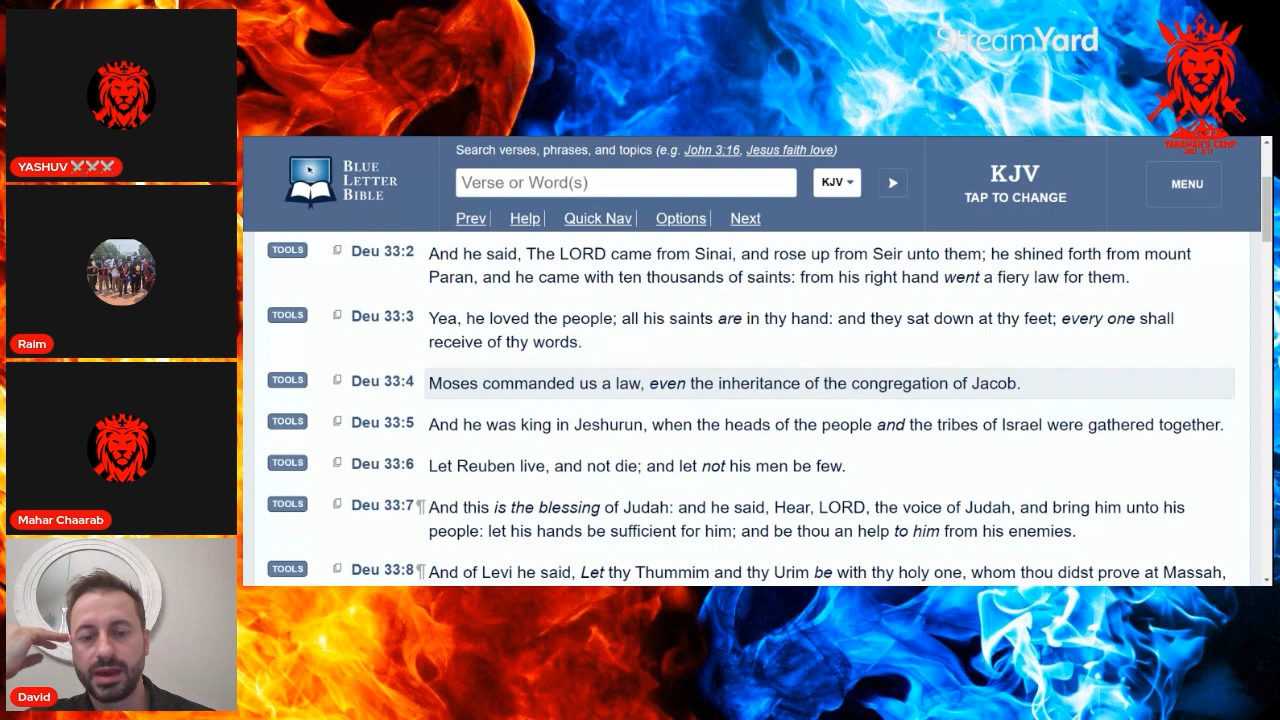 StreamYard
YAHAWAH'S CAMP
YASHUV ⚔️⚔️⚔️
Raim
Mahar Chaarab
David
BLUE
LETTER
BIBLE
Search verses, phrases, and topics (e.g. John 3:16, Jesus faith love)
Verse or Word(s)
KJV
Prev
Help
Quick Nav
Options
Next
KJV
TAP TO CHANGE
MENU
TOOLS Deu 33:2 And he said, The LORD came from Sinai, and rose up from Seir unto them; he shined forth from mount
Paran, and he came with ten thousands of saints: from his right hand went a fiery law for them.
TOOLS Deu 33:3 Yea, he loved the people; all his saints are in thy hand: and they sat down at thy feet; every one shall
receive of thy words.
TOOLS Deu 33:4 Moses commanded us a law, even the inheritance of the congregation of Jacob.
TOOLS Deu 33:5 And he was king in Jeshurun, when the heads of the people and the tribes of Israel were gathered together.
TOOLS Deu 33:6 Let Reuben live, and not die; and let not his men be few.
TOOLS Deu 33:7 ¶ And this is the blessing of Judah: and he said, Hear, LORD, the voice of Judah, and bring him unto his
people: let his hands be sufficient for him; and be thou an help to him from his enemies.
TOOLS Deu 33:8 ¶ And of Levi he said, Let thy Thummim and thy Urim be with thy holy one, whom thou didst prove at Massah,